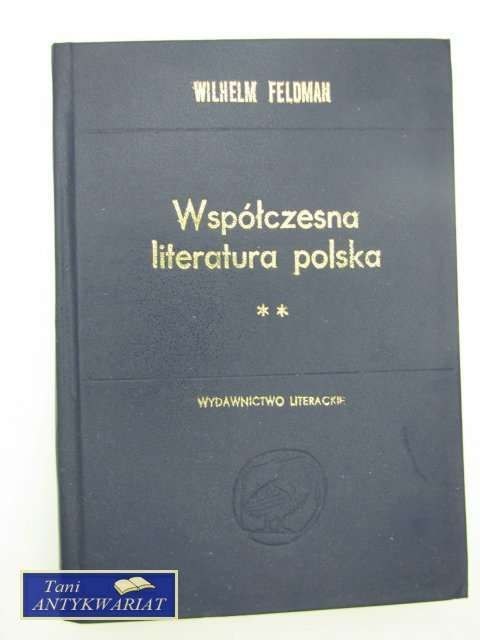 WILHELM FELDMAN
Współczesna
literatura polska
**
WYDAWNICTWO LITERACKIE
Tani
ANTYKWARIAT